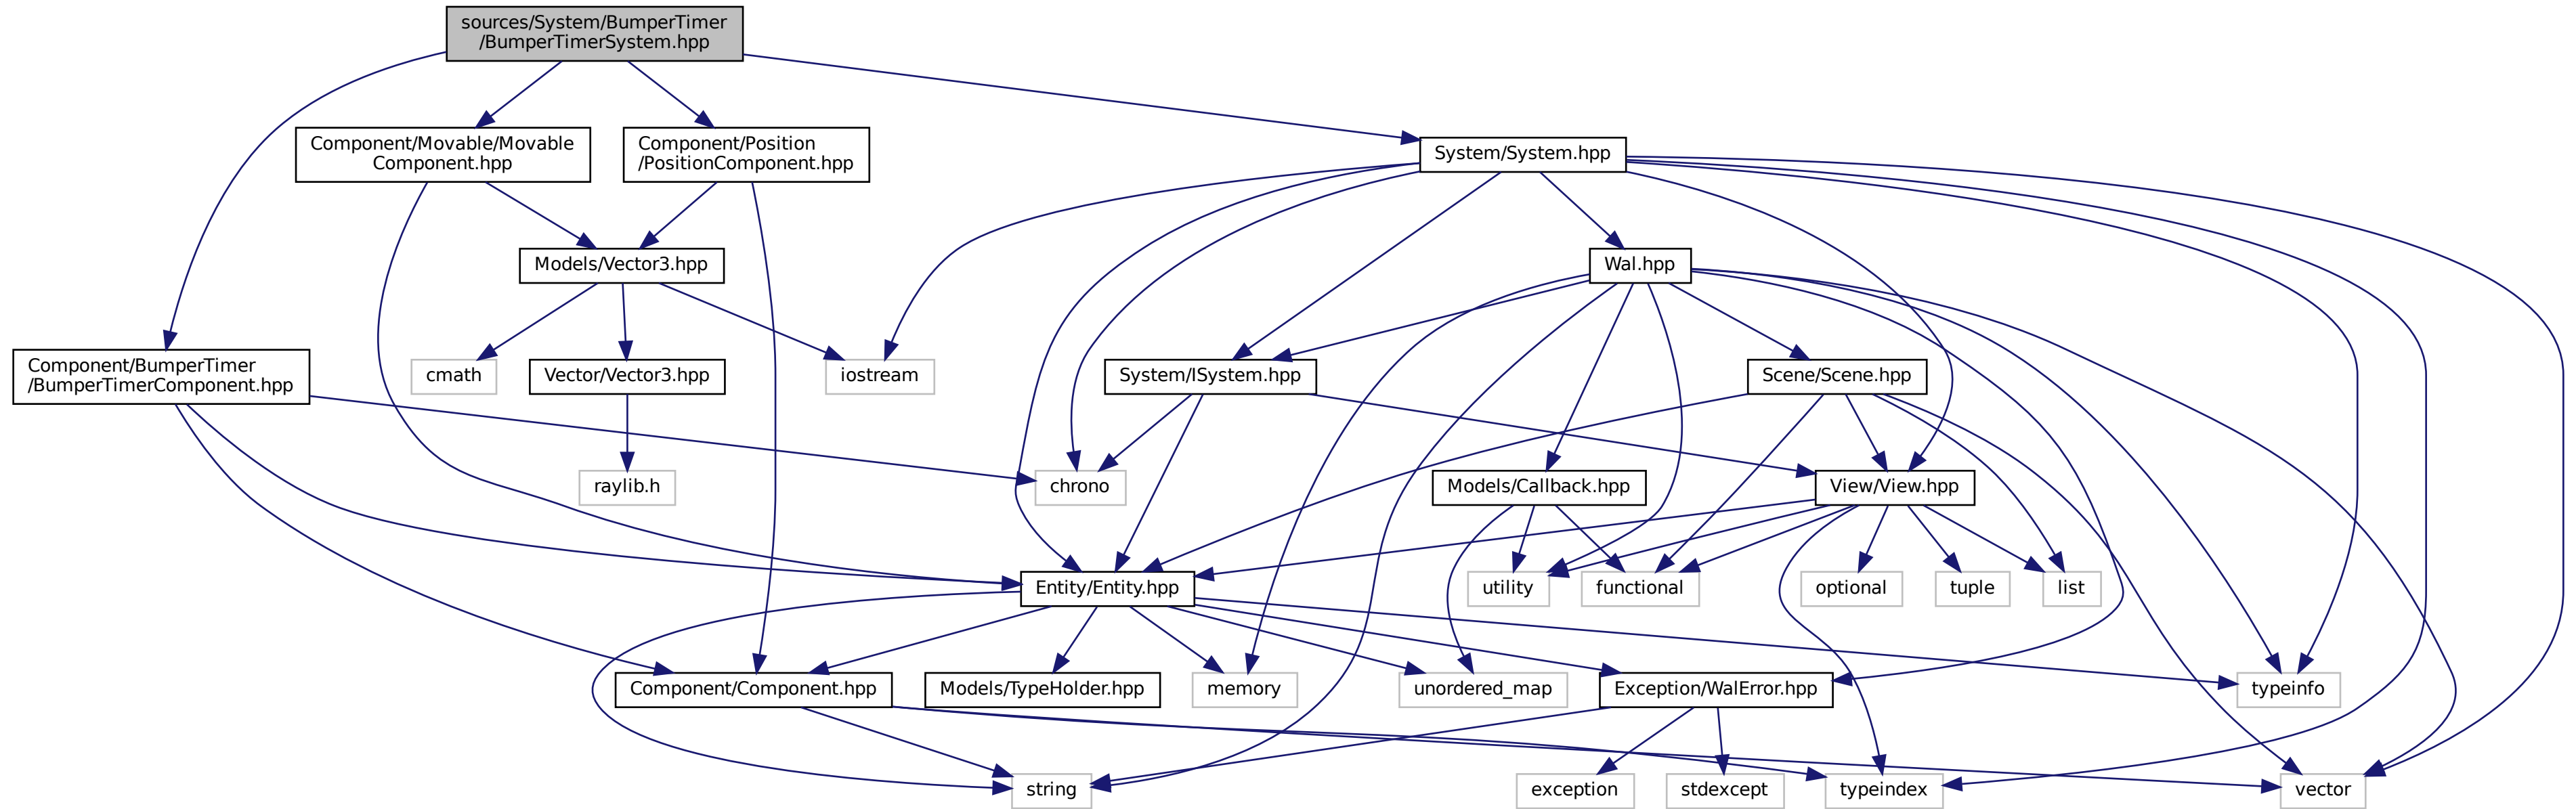 sources/System/BumperTimer
/BumperTimerSystem.hpp
Component/Movable/Movable
Component.hpp
Component/Position
/PositionComponent.hpp
System/System.hpp
Models/Vector3.hpp
Wal.hpp
Component/BumperTimer
/BumperTimerComponent.hpp
cmath
Vector/Vector3.hpp
iostream
System/ISystem.hpp
Scene/Scene.hpp
raylib.h
chrono
Models/Callback.hpp
View/View.hpp
Entity/Entity.hpp
utility
functional
optional
tuple
list
Component/Component.hpp
Models/TypeHolder.hpp
memory
unordered_map
Exception/WalError.hpp
typeinfo
string
exception
stdexcept
typeindex
vector